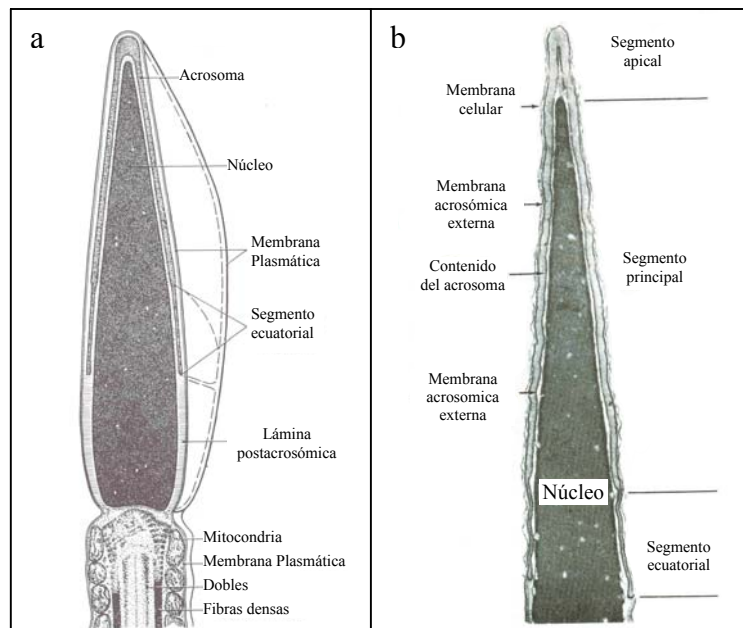 a
Acrosoma
Núcleo
Membrana
Plasmática
Segmento
ecuatorial
Lámina
postacrosómica
Mitocondria
Membrana Plasmática
Dobles
Fibras densas
b
Segmento
apical
Membrana
celular
Membrana
acrosómica
externa
Segmento
principal
Contenido
del acrosoma
Membrana
acrosomica
externa
Núcleo
Segmento
ecuatorial